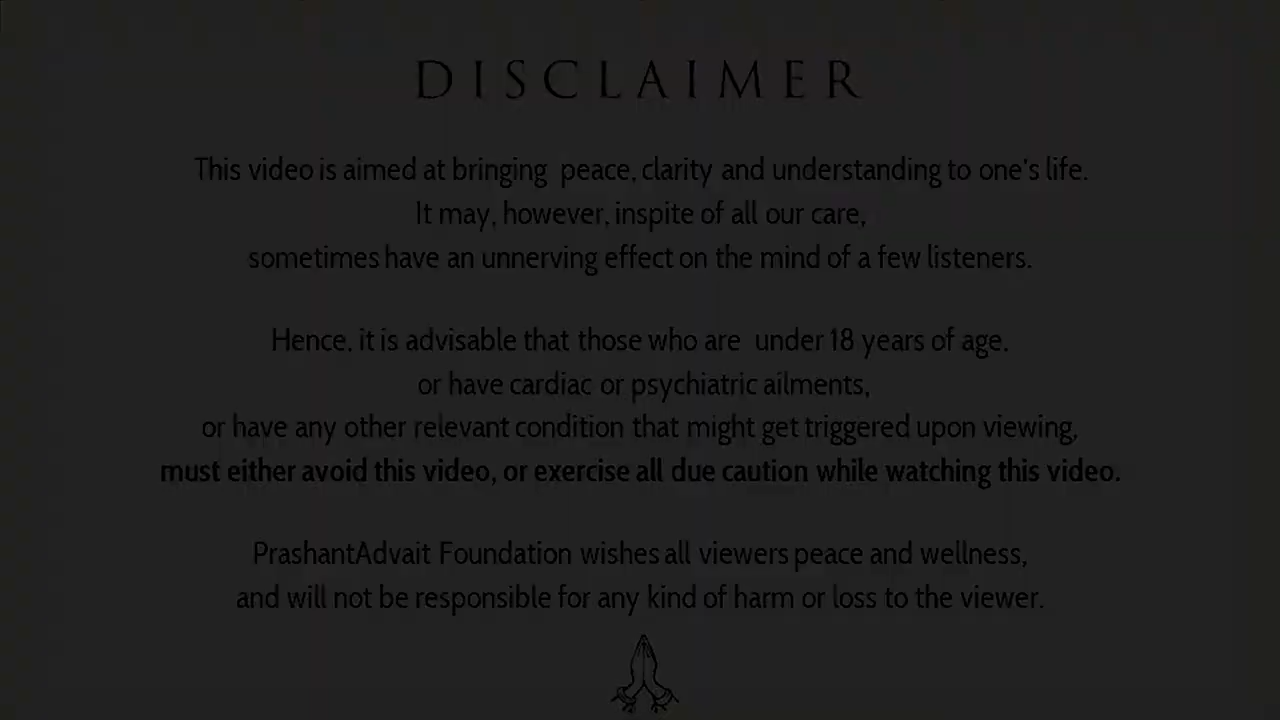 DISCLAIMER
This video is aimed at bringing peace, clarity and understanding to one's life.
It may, however, inspite of all our care,
sometimes have an unnerving effect on the mind of a few listeners.
Hence, it is advisable that those who are under 18 years of age,
or have cardiac or psychiatric ailments,
or have any other relevant condition that might get triggered upon viewing,
must either avoid this video, or exercise all due caution while watching this video.
PrashantAdvait Foundation wishes all viewers peace and wellness,
and will not be responsible for any kind of harm or loss to the viewer.